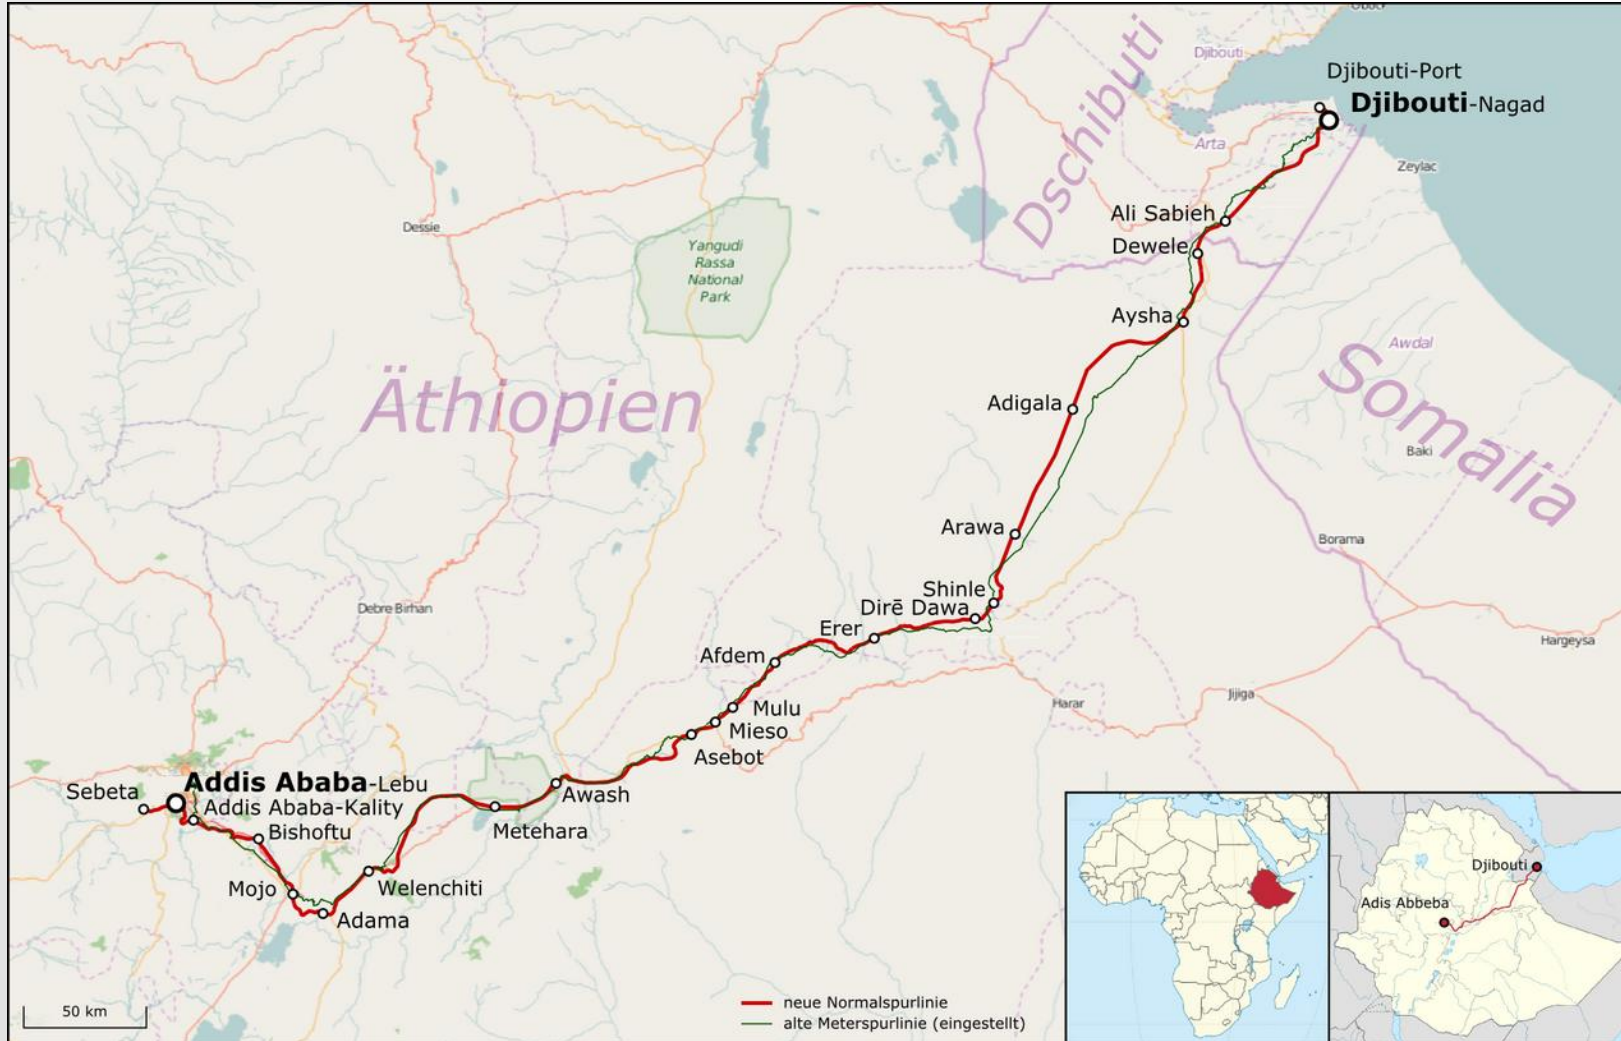 Djibouti
Djibouti-Port
Djibouti-Nagad
Dschibuti
Arta
Zeylac
Ali Sabieh
Dessie
Dewele
Yangudi
Rassa
National
Park
Aysha
Awdal
Äthiopien
Somalia
Adigala
Baki
Arawa
Borama
Shinle
Dirē Dawa
Debre Birhan
Erer
Hargeysa
Afdem
Jijiga
Harar
Mulu
Mieso
Asebot
Addis Ababa-Lebu
Sebeta
Awash
Addis Ababa-Kality
Bishoftu
Metehara
Welenchiti
Mojo
Adama
Djibouti
Adis Abbeba
50 km
neue Normalspurlinie
alte Meterspurlinie (eingestellt)